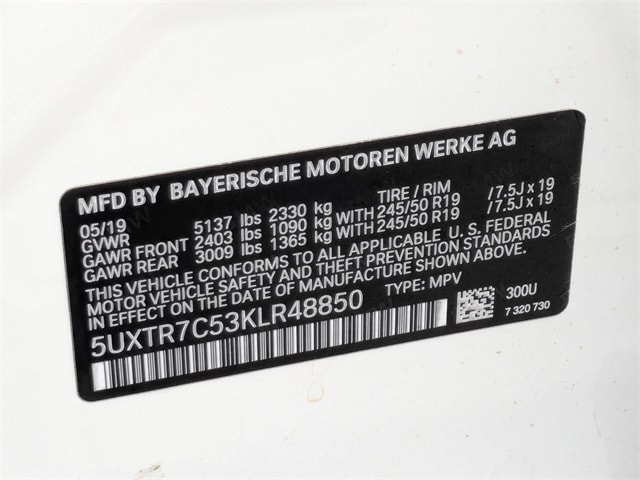 MFD BY BAYERISCHE MOTOREN WERKE AG
05/19 TIRE / RIM
GVWR 5137 lbs 2330 kg
GAWR FRONT 2403 lbs 1090 kg WITH 245/50 R19 /7.5J x 19
GAWR REAR 3009 lbs 1365 kg WITH 245/50 R19 /7.5J x 19
THIS VEHICLE CONFORMS TO ALL APPLICABLE U. S. FEDERAL
MOTOR VEHICLE SAFETY, BUMPER, AND THEFT PREVENTION STANDARDS
IN EFFECT ON THE DATE OF MANUFACTURE SHOWN ABOVE.
5UXTR7C53KLR48850 TYPE: MPV 300U
7 320 730